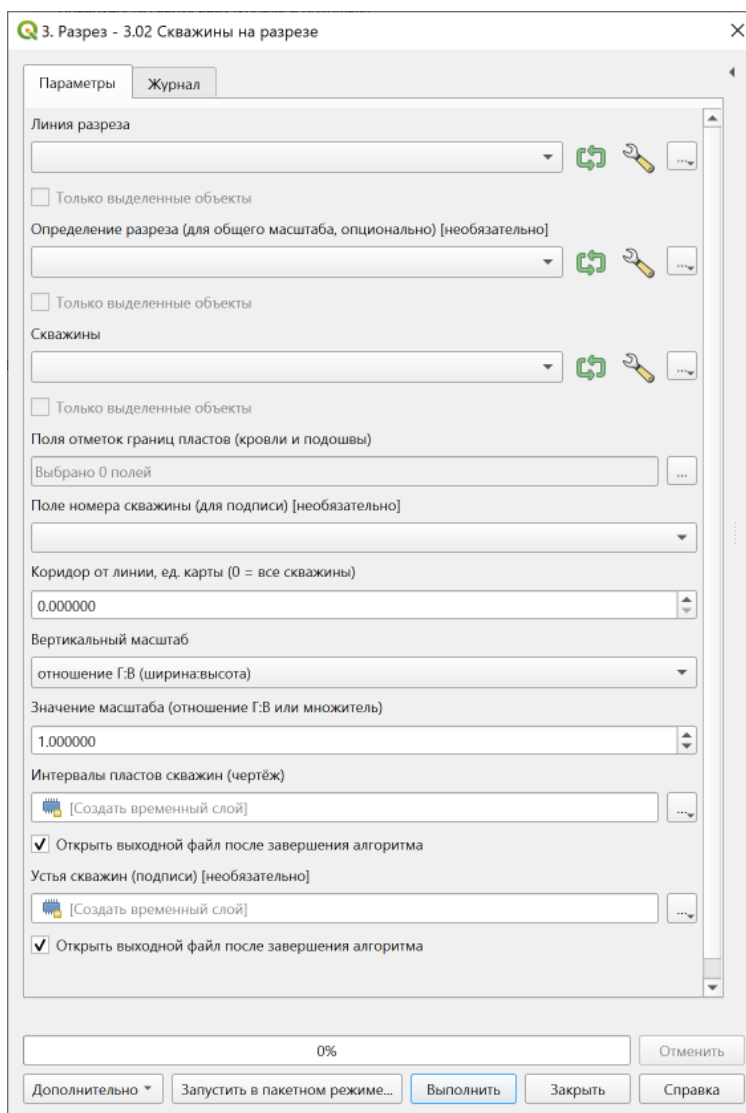 3. Разрез - 3.02 Скважины на разрезе
Параметры
Журнал
Линия разреза
...
Только выделенные объекты
Определение разреза (для общего масштаба, опционально) [необязательно]
...
Только выделенные объекты
Скважины
...
Только выделенные объекты
Поля отметок границ пластов (кровли и подошвы)
Выбрано 0 полей
...
Поле номера скважины (для подписи) [необязательно]
Коридор от линии, ед. карты (0 = все скважины)
0.000000
Вертикальный масштаб
отношение Г:В (ширина:высота)
Значение масштаба (отношение Г:В или множитель)
1.000000
Интервалы пластов скважин (чертёж)
[Создать временный слой]
...
Открыть выходной файл после завершения алгоритма
Устья скважин (подписи) [необязательно]
[Создать временный слой]
...
Открыть выходной файл после завершения алгоритма
0%
Отменить
Дополнительно
Запустить в пакетном режиме...
Выполнить
Закрыть
Справка